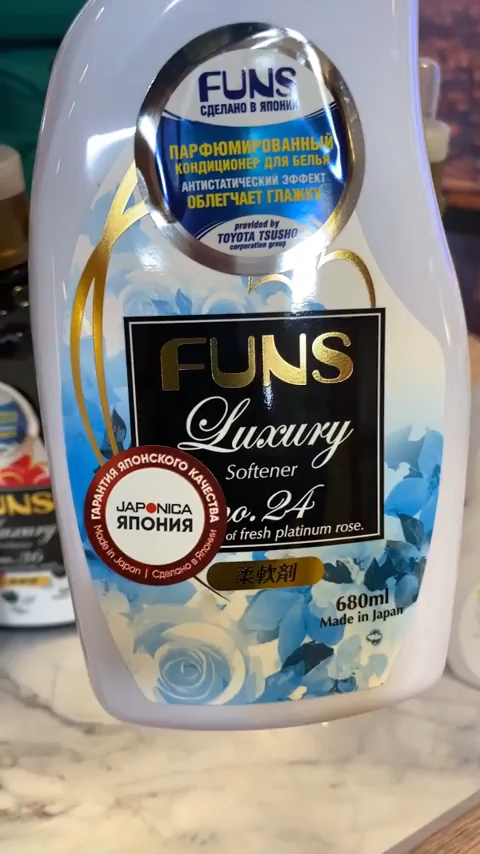 FUNS
СДЕЛАНО В ЯПОНИИ
ПАРФЮМИРОВАННЫЙ
КОНДИЦИОНЕР ДЛЯ БЕЛЬЯ
АНТИСТАТИЧЕСКИЙ ЭФФЕКТ
ОБЛЕГЧАЕТ ГЛАЖКУ
provided by
TOYOTA TSUSHO
corporation group
FUNS
Luxury
Softener
no. 24
of fresh platinum rose.
ГАРАНТИЯ ЯПОНСКОГО КАЧЕСТВА
JAPONICA
ЯПОНИЯ
Made in Japan | Сделано в Японии
柔軟剤
680ml
Made in Japan
UNS